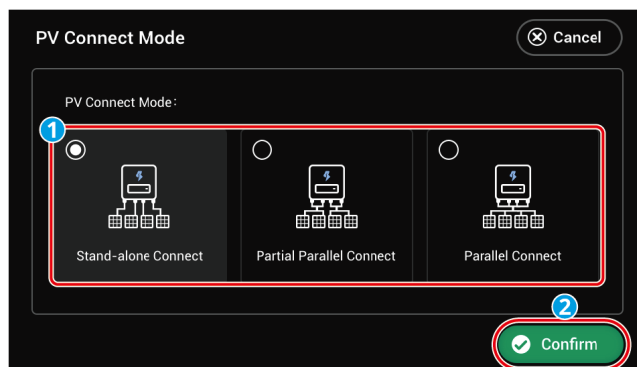 PV Connect Mode
Cancel
PV Connect Mode:
1
Stand-alone Connect
Partial Parallel Connect
Parallel Connect
2
Confirm